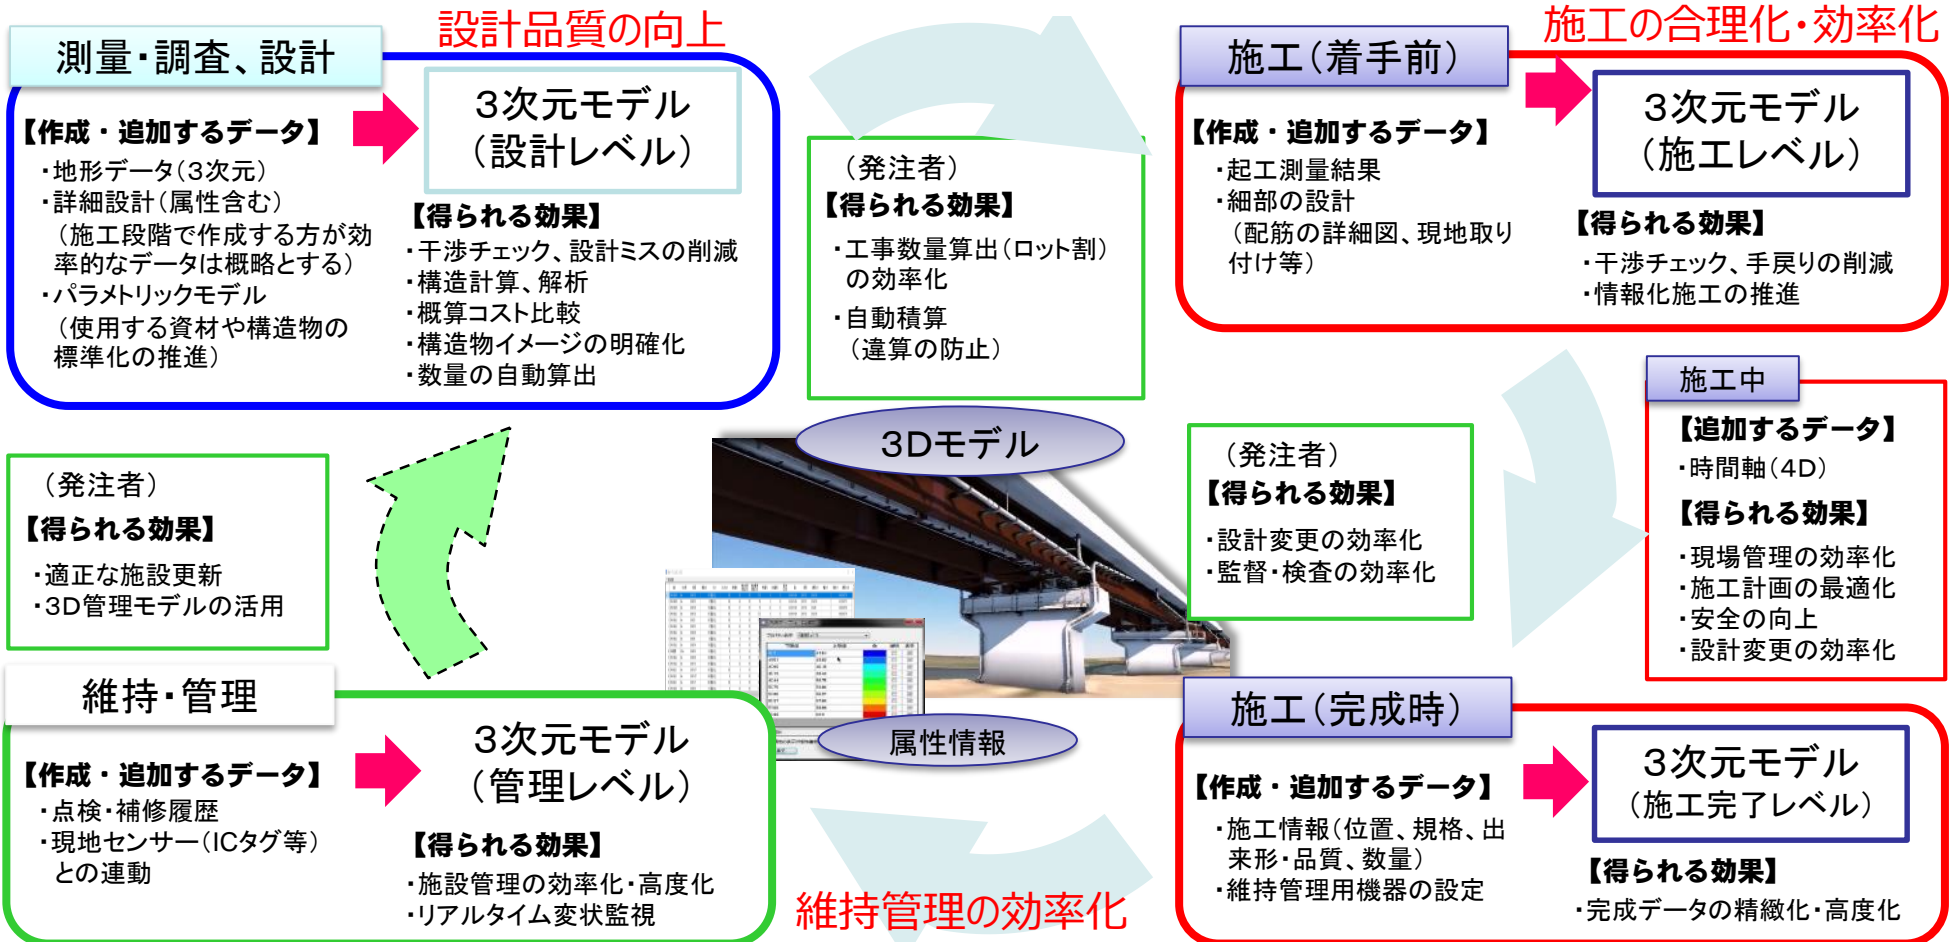 設計品質の向上
測量・調査、設計
3次元モデル
（設計レベル）
【作成・追加するデータ】
・地形データ（3次元）
・詳細設計（属性含む）
（施工段階で作成する方が効
率的なデータは概略とする）
・パラメトリックモデル
（使用する資材や構造物の
標準化の推進）
【得られる効果】
・干渉チェック、設計ミスの削減
・構造計算、解析
・概算コスト比較
・構造物イメージの明確化
・数量の自動算出
（発注者）
【得られる効果】
・工事数量算出（ロット割）
の効率化
・自動積算
（違算の防止）
施工の合理化・効率化
施工（着手前）
3次元モデル
（施工レベル）
【作成・追加するデータ】
・起工測量結果
・細部の設計
（配筋の詳細図、現地取り
付け等）
【得られる効果】
・干渉チェック、手戻りの削減
・情報化施工の推進
施工中
【追加するデータ】
・時間軸（4D）
【得られる効果】
・現場管理の効率化
・施工計画の最適化
・安全の向上
・設計変更の効率化
（発注者）
【得られる効果】
・設計変更の効率化
・監督・検査の効率化
3Dモデル
属性情報
（発注者）
【得られる効果】
・適正な施設更新
・3D管理モデルの活用
維持・管理
3次元モデル
（管理レベル）
【作成・追加するデータ】
・点検・補修履歴
・現地センサー（ICタグ等）
との連動
【得られる効果】
・施設管理の効率化・高度化
・リアルタイム変状監視
維持管理の効率化
施工（完成時）
3次元モデル
（施工完了レベル）
【作成・追加するデータ】
・施工情報（位置、規格、出
来形・品質、数量）
・維持管理用機器の設定
【得られる効果】
・完成データの精緻化・高度化